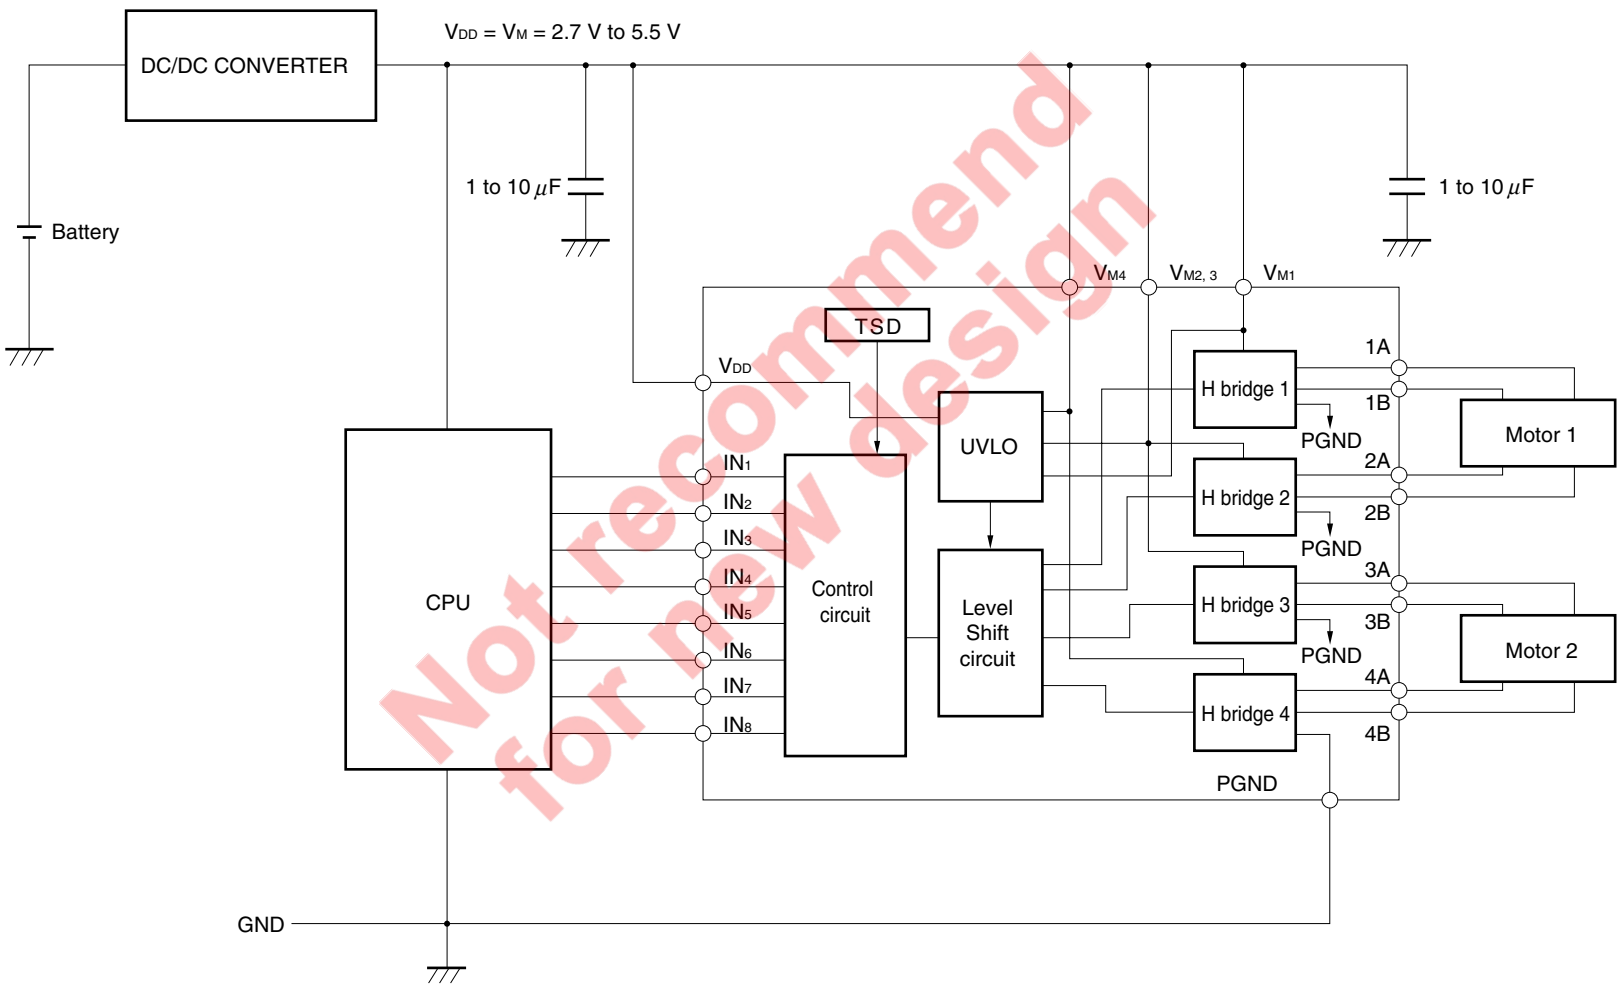 VDD = VM = 2.7 V to 5.5 V
DC/DC CONVERTER
1 to 10 μF
1 to 10 μF
Battery
VM4
VM2, 3
VM1
TSD
VDD
UVLO
H bridge 1
1A
1B
PGND
Motor 1
H bridge 2
2A
2B
PGND
IN1
IN2
IN3
IN4
IN5
IN6
IN7
IN8
CPU
Control
circuit
Level
Shift
circuit
H bridge 3
3A
3B
PGND
Motor 2
H bridge 4
4A
4B
PGND
GND
Not recommend
for new design